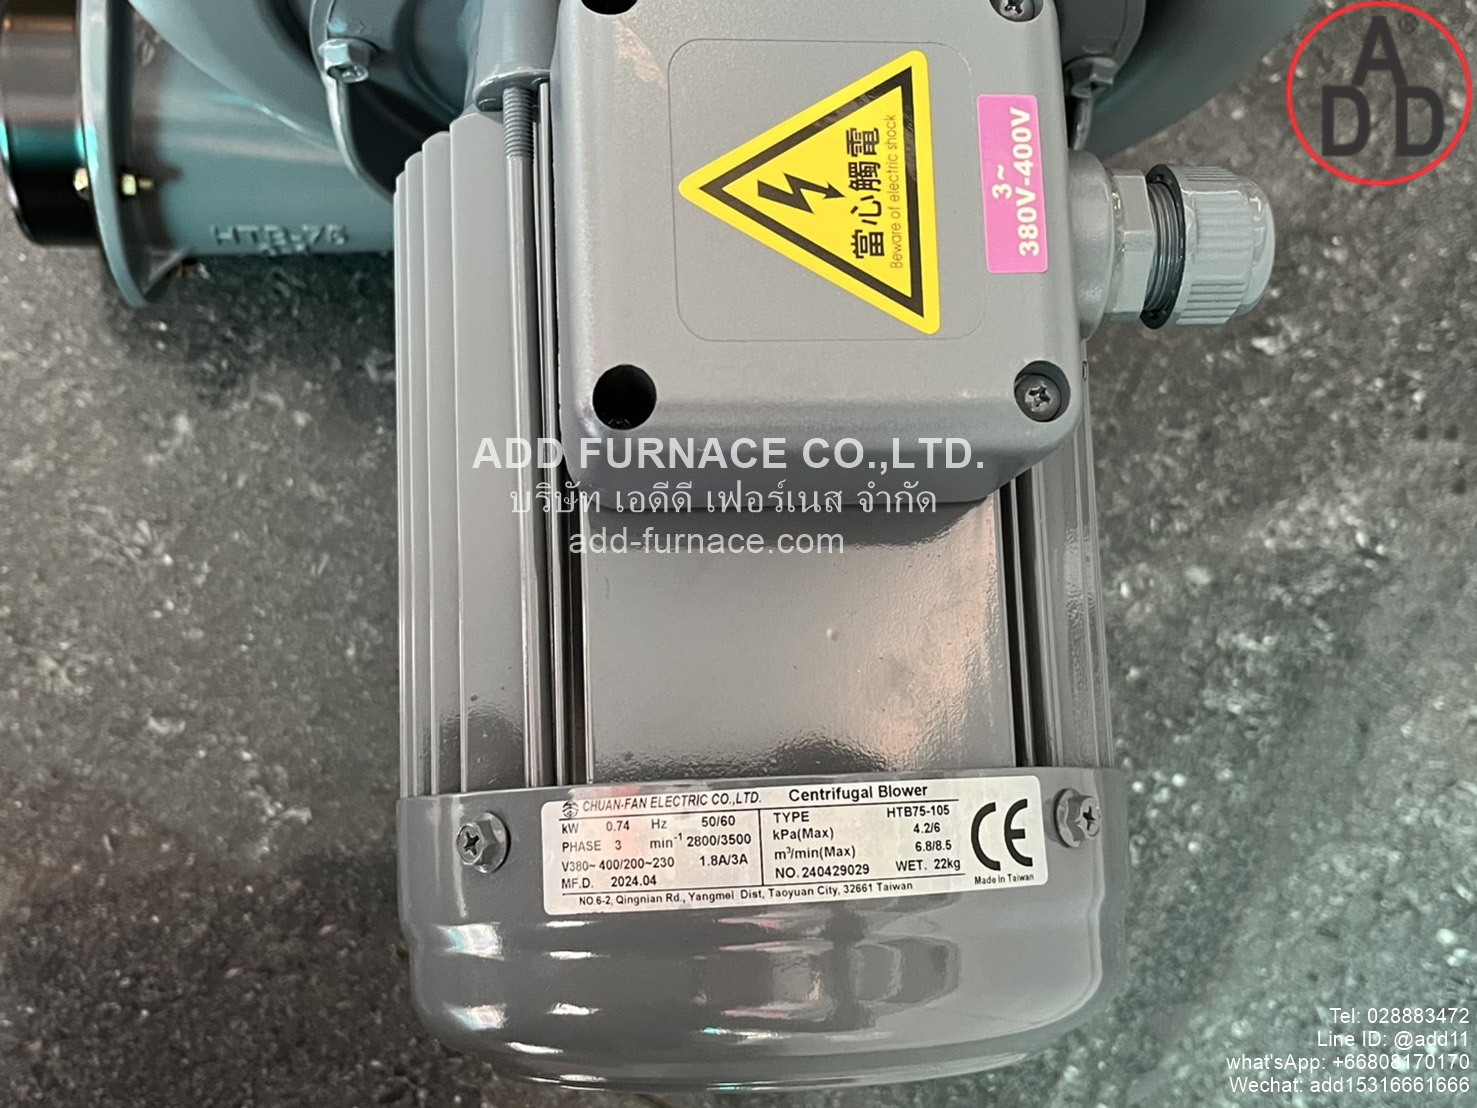 A®
DD
3~
380V-400V
當心觸電
Beware of electric shock
HTB-75
ADD FURNACE CO.,LTD.
บริษัท เอดีดี เฟอร์เนส จำกัด
add-furnace.com
CHUAN-FAN ELECTRIC CO.,LTD. Centrifugal Blower
kW 0.74 Hz 50/60 TYPE HTB75-105
PHASE 3 min⁻¹ 2800/3500 kPa(Max) 4.2/6
V380~400/200~230 1.8A/3A m³/min(Max) 6.8/8.5
MF.D. 2024.04 NO.240429029 WET. 22kg
CE
Made In Taiwan
NO.6-2, Qingnian Rd., Yangmei Dist, Taoyuan City, 32661 Taiwan
Tel: 028883472
Line ID: @add11
what'sApp: +66808170170
Wechat: add15316661666